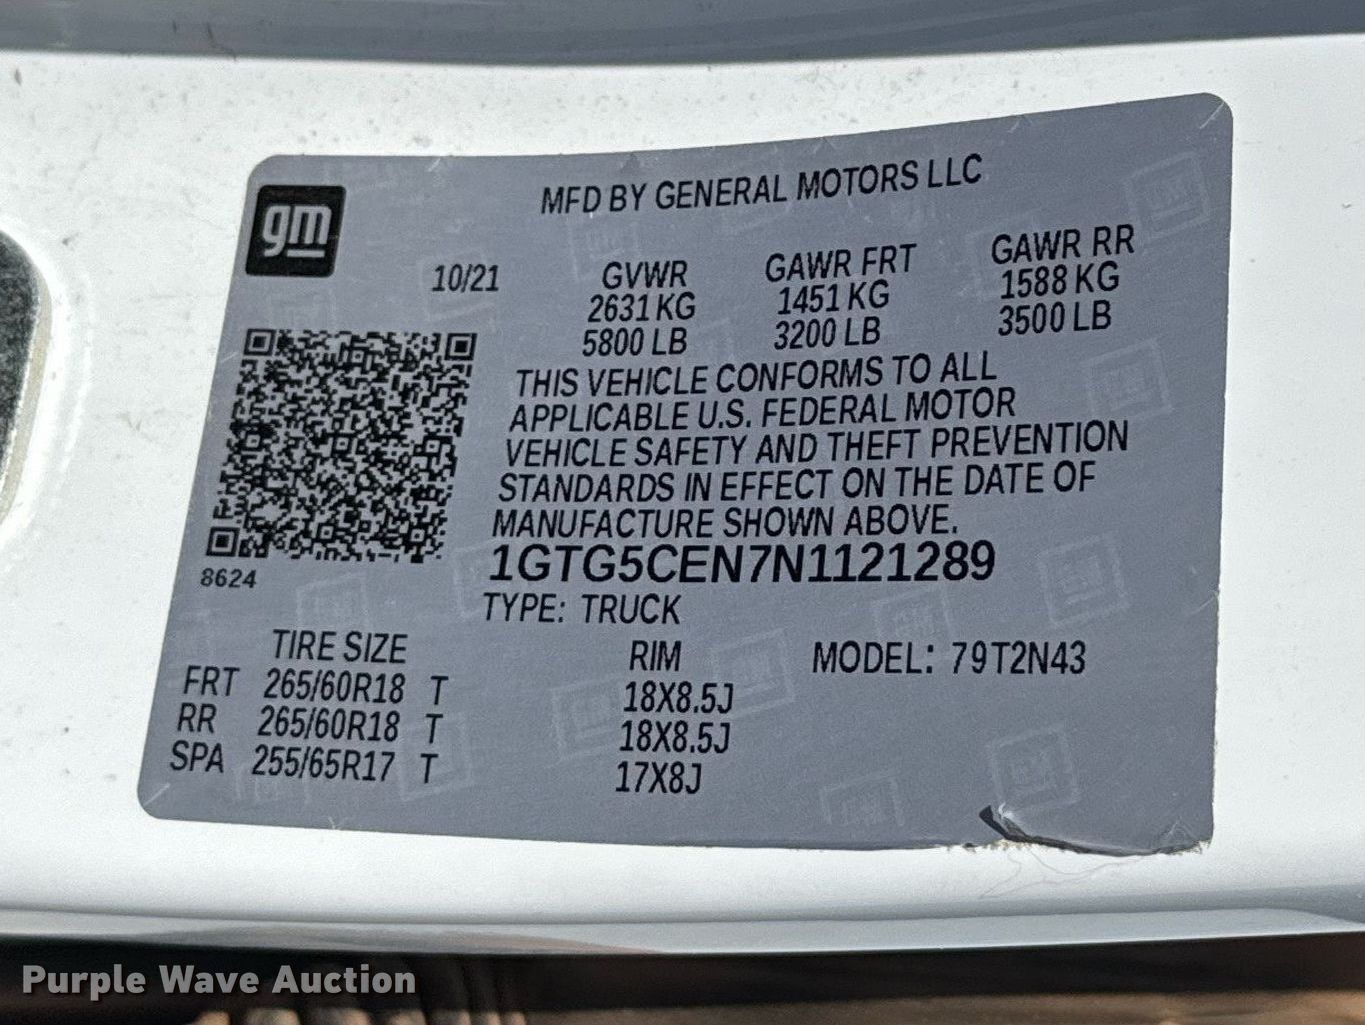 gm
MFD BY GENERAL MOTORS LLC
10/21 GVWR GAWR FRT GAWR RR
2631 KG 1451 KG 1588 KG
5800 LB 3200 LB 3500 LB
THIS VEHICLE CONFORMS TO ALL
APPLICABLE U.S. FEDERAL MOTOR
VEHICLE SAFETY AND THEFT PREVENTION
STANDARDS IN EFFECT ON THE DATE OF
MANUFACTURE SHOWN ABOVE.
1GTG5CEN7N1121289
8624
TYPE: TRUCK
TIRE SIZE RIM MODEL: 79T2N43
FRT 265/60R18 T 18X8.5J
RR 265/60R18 T 18X8.5J
SPA 255/65R17 T 17X8J
Purple Wave Auction